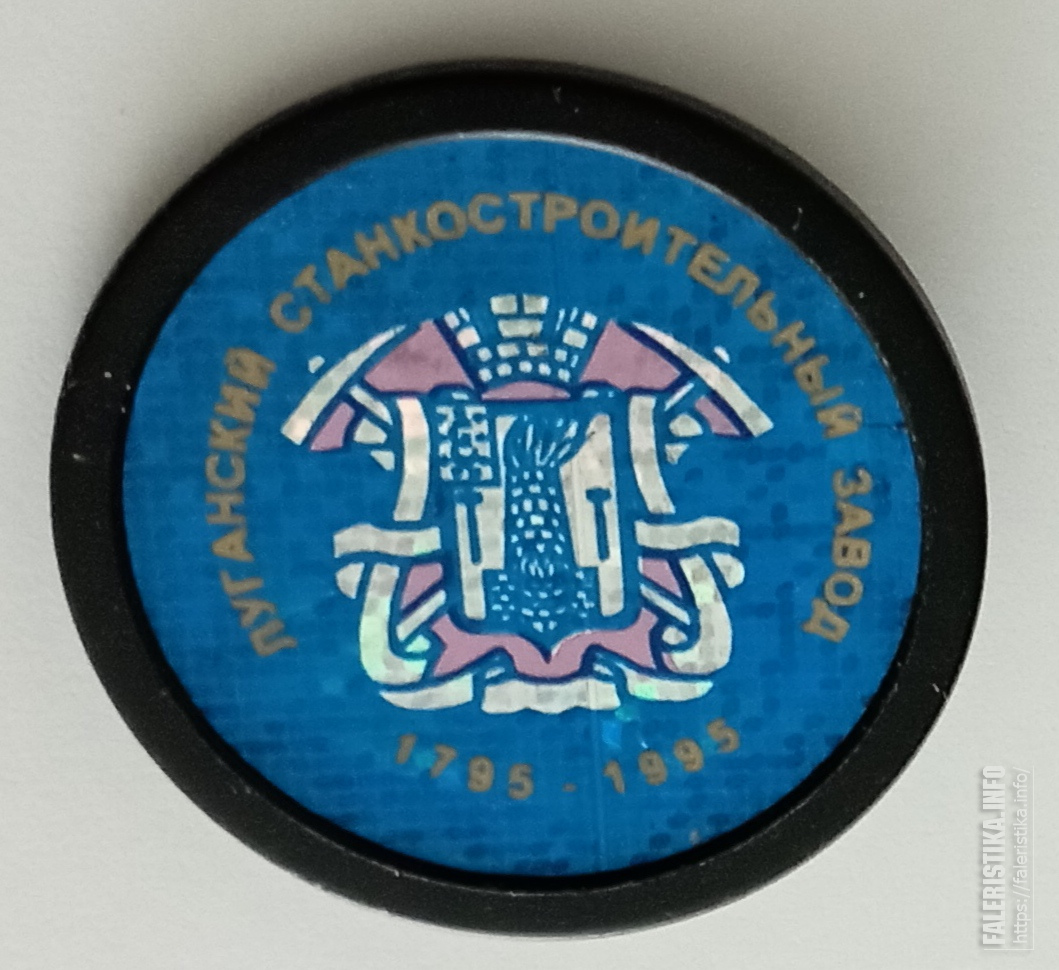 ЛУГАНСКИЙ СТАНКОСТРОИТЕЛЬНЫЙ ЗАВОД
1795 - 1995
FALERISTIKA.INFO
https://faleristika.info/